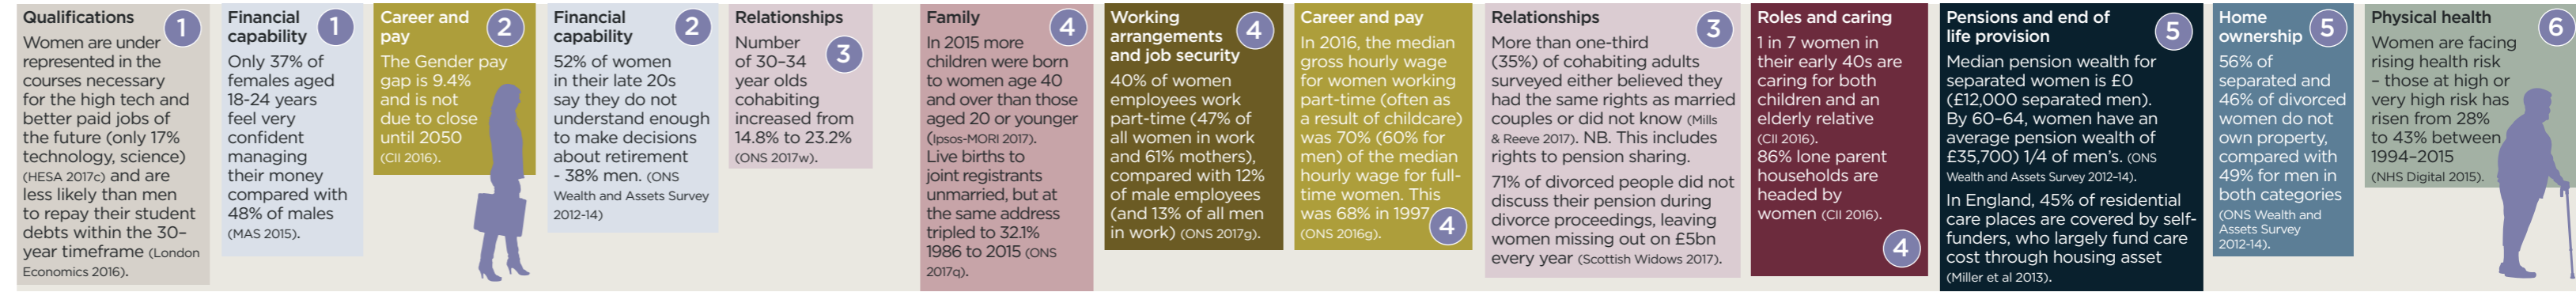 Qualifications
1
Women are under
represented in the
courses necessary
for the high tech and
better paid jobs of
the future (only 17%
technology, science)
(HESA 2017c) and are
less likely than men
to repay their student
debts within the 30–
year timeframe (London
Economics 2016).
Financial
capability
1
Only 37% of
females aged
18-24 years
feel very
confident
managing
their money
compared with
48% of males
(MAS 2015).
Career and
pay
2
The Gender pay
gap is 9.4%
and is not
due to close
until 2050
(CII 2016).
Financial
capability
2
52% of women
in their late 20s
say they do not
understand enough
to make decisions
about retirement
- 38% men. (ONS
Wealth and Assets Survey
2012-14)
Relationships
3
Number
of 30–34
year olds
cohabiting
increased from
14.8% to 23.2%
(ONS 2017w).
Family
4
In 2015 more
children were born
to women age 40
and over than those
aged 20 or younger
(Ipsos-MORI 2017).
Live births to
joint registrants
unmarried, but at
the same address
tripled to 32.1%
1986 to 2015 (ONS
2017q).
Working
arrangements
and job security
4
40% of women
employees work
part-time (47% of
all women in work
and 61% mothers),
compared with 12%
of male employees
(and 13% of all men
in work) (ONS 2017g).
Career and pay
In 2016, the median
gross hourly wage
for women working
part-time (often as
a result of childcare)
was 70% (60% for
men) of the median
hourly wage for full-
time women. This
was 68% in 1997
(ONS 2016g).
4
Relationships
3
More than one-third
(35%) of cohabiting adults
surveyed either believed they
had the same rights as married
couples or did not know (Mills
& Reeve 2017). NB. This includes
rights to pension sharing.
71% of divorced people did not
discuss their pension during
divorce proceedings, leaving
women missing out on £5bn
every year (Scottish Widows 2017).
Roles and caring
1 in 7 women in
their early 40s are
caring for both
children and an
elderly relative
(CII 2016).
86% lone parent
households are
headed by
women (CII 2016).
4
Pensions and end of
life provision
5
Median pension wealth for
separated women is £0
(£12,000 separated men).
By 60–64, women have an
average pension wealth of
£35,700) 1/4 of men's. (ONS
Wealth and Assets Survey 2012-14).
In England, 45% of residential
care places are covered by self-
funders, who largely fund care
cost through housing asset
(Miller et al 2013).
Home
ownership
5
56% of
separated and
46% of divorced
women do not
own property,
compared with
49% for men in
both categories
(ONS Wealth and
Assets Survey
2012-14).
Physical health
6
Women are facing
rising health risk
– those at high or
very high risk has
risen from 28%
to 43% between
1994–2015
(NHS Digital 2015).